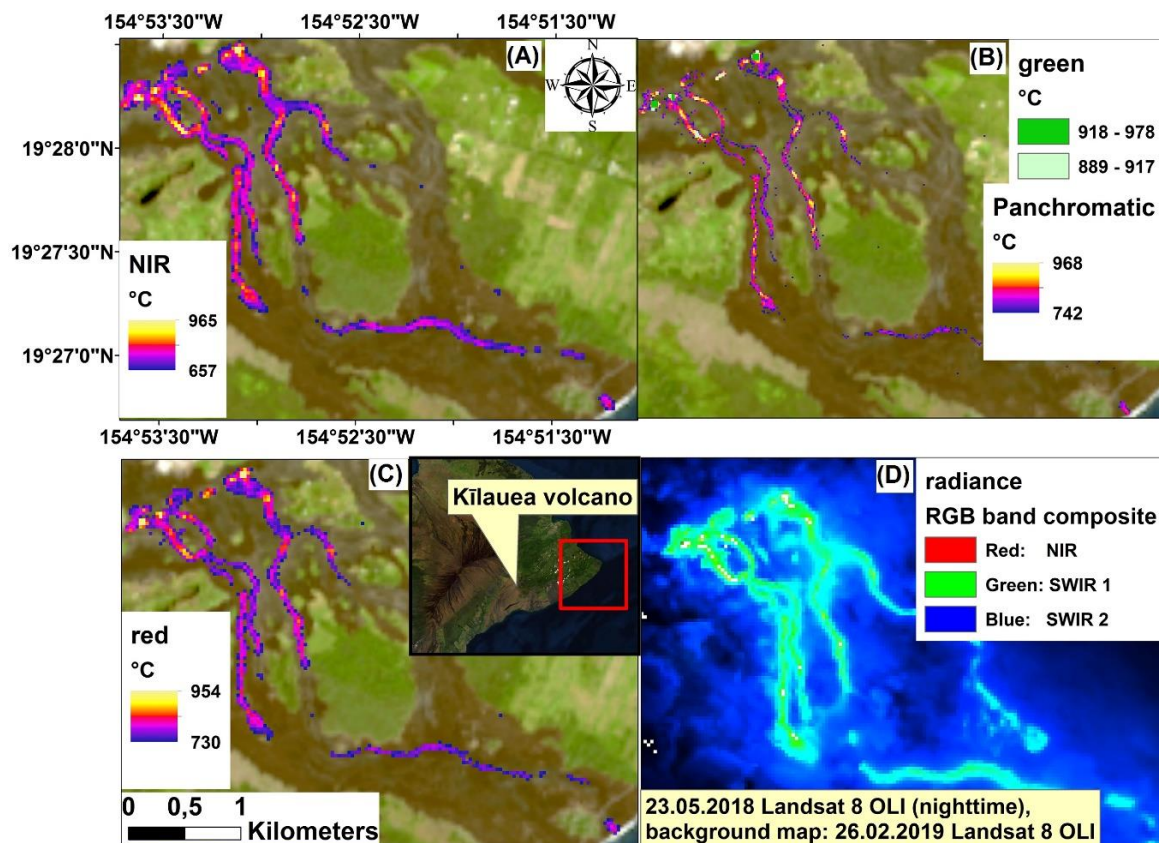 154°53'30"W 154°52'30"W 154°51'30"W
(A)
N
W E
S
19°28'0"N
19°27'30"N
19°27'0"N
NIR
°C
965
657
(B)
green
°C
918 - 978
889 - 917
Panchromatic
°C
968
742
154°53'30"W 154°52'30"W 154°51'30"W
(C)
Kīlauea volcano
red
°C
954
730
0 0,5 1
Kilometers
(D)
radiance
RGB band composite
Red: NIR
Green: SWIR 1
Blue: SWIR 2
23.05.2018 Landsat 8 OLI (nighttime),
background map: 26.02.2019 Landsat 8 OLI